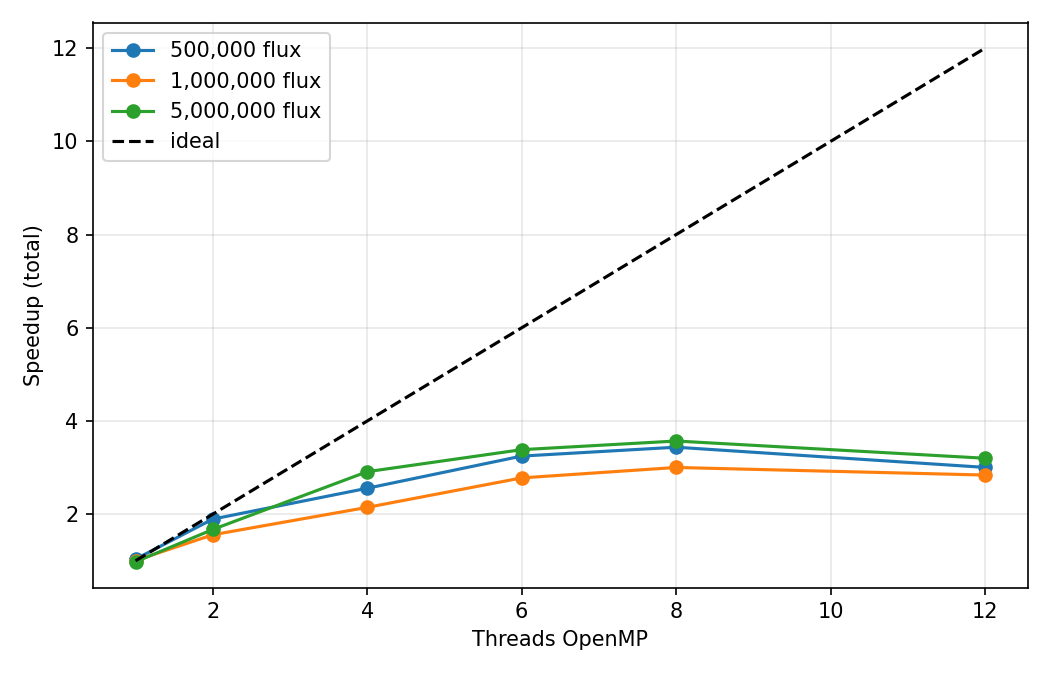 500,000 flux
1,000,000 flux
5,000,000 flux
ideal
12
10
8
6
4
2
Speedup (total)
2
4
6
8
10
12
Threads OpenMP